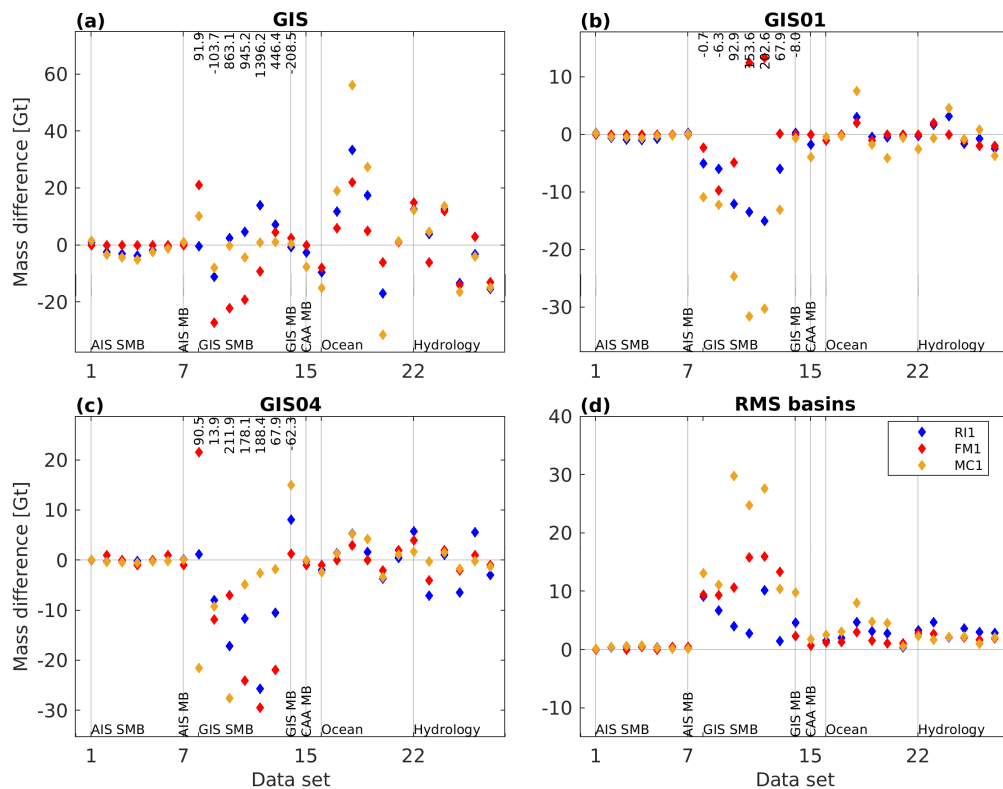 (a) GIS
91.9
-103.7
863.1
945.2
1396.2
446.4
-208.5
60
40
20
0
-20
Mass difference [Gt]
AIS SMB
AIS MB
GIS SMB
GIS MB
CAA MB
Ocean
Hydrology
1
7
15
22
(b) GIS01
-0.7
-6.3
92.9
153.6
202.6
67.9
-8.0
10
0
-10
-20
-30
AIS SMB
AIS MB
GIS SMB
GIS MB
CAA MB
Ocean
Hydrology
1
7
15
22
(c) GIS04
-90.5
13.9
211.9
178.1
188.4
67.9
-62.3
20
10
0
-10
-20
-30
Mass difference [Gt]
AIS SMB
AIS MB
GIS SMB
GIS MB
CAA MB
Ocean
Hydrology
1
7
15
22
Data set
(d) RMS basins
40
30
20
10
0
-10
RI1
FM1
MC1
AIS SMB
AIS MB
GIS SMB
GIS MB
CAA MB
Ocean
Hydrology
1
7
15
22
Data set